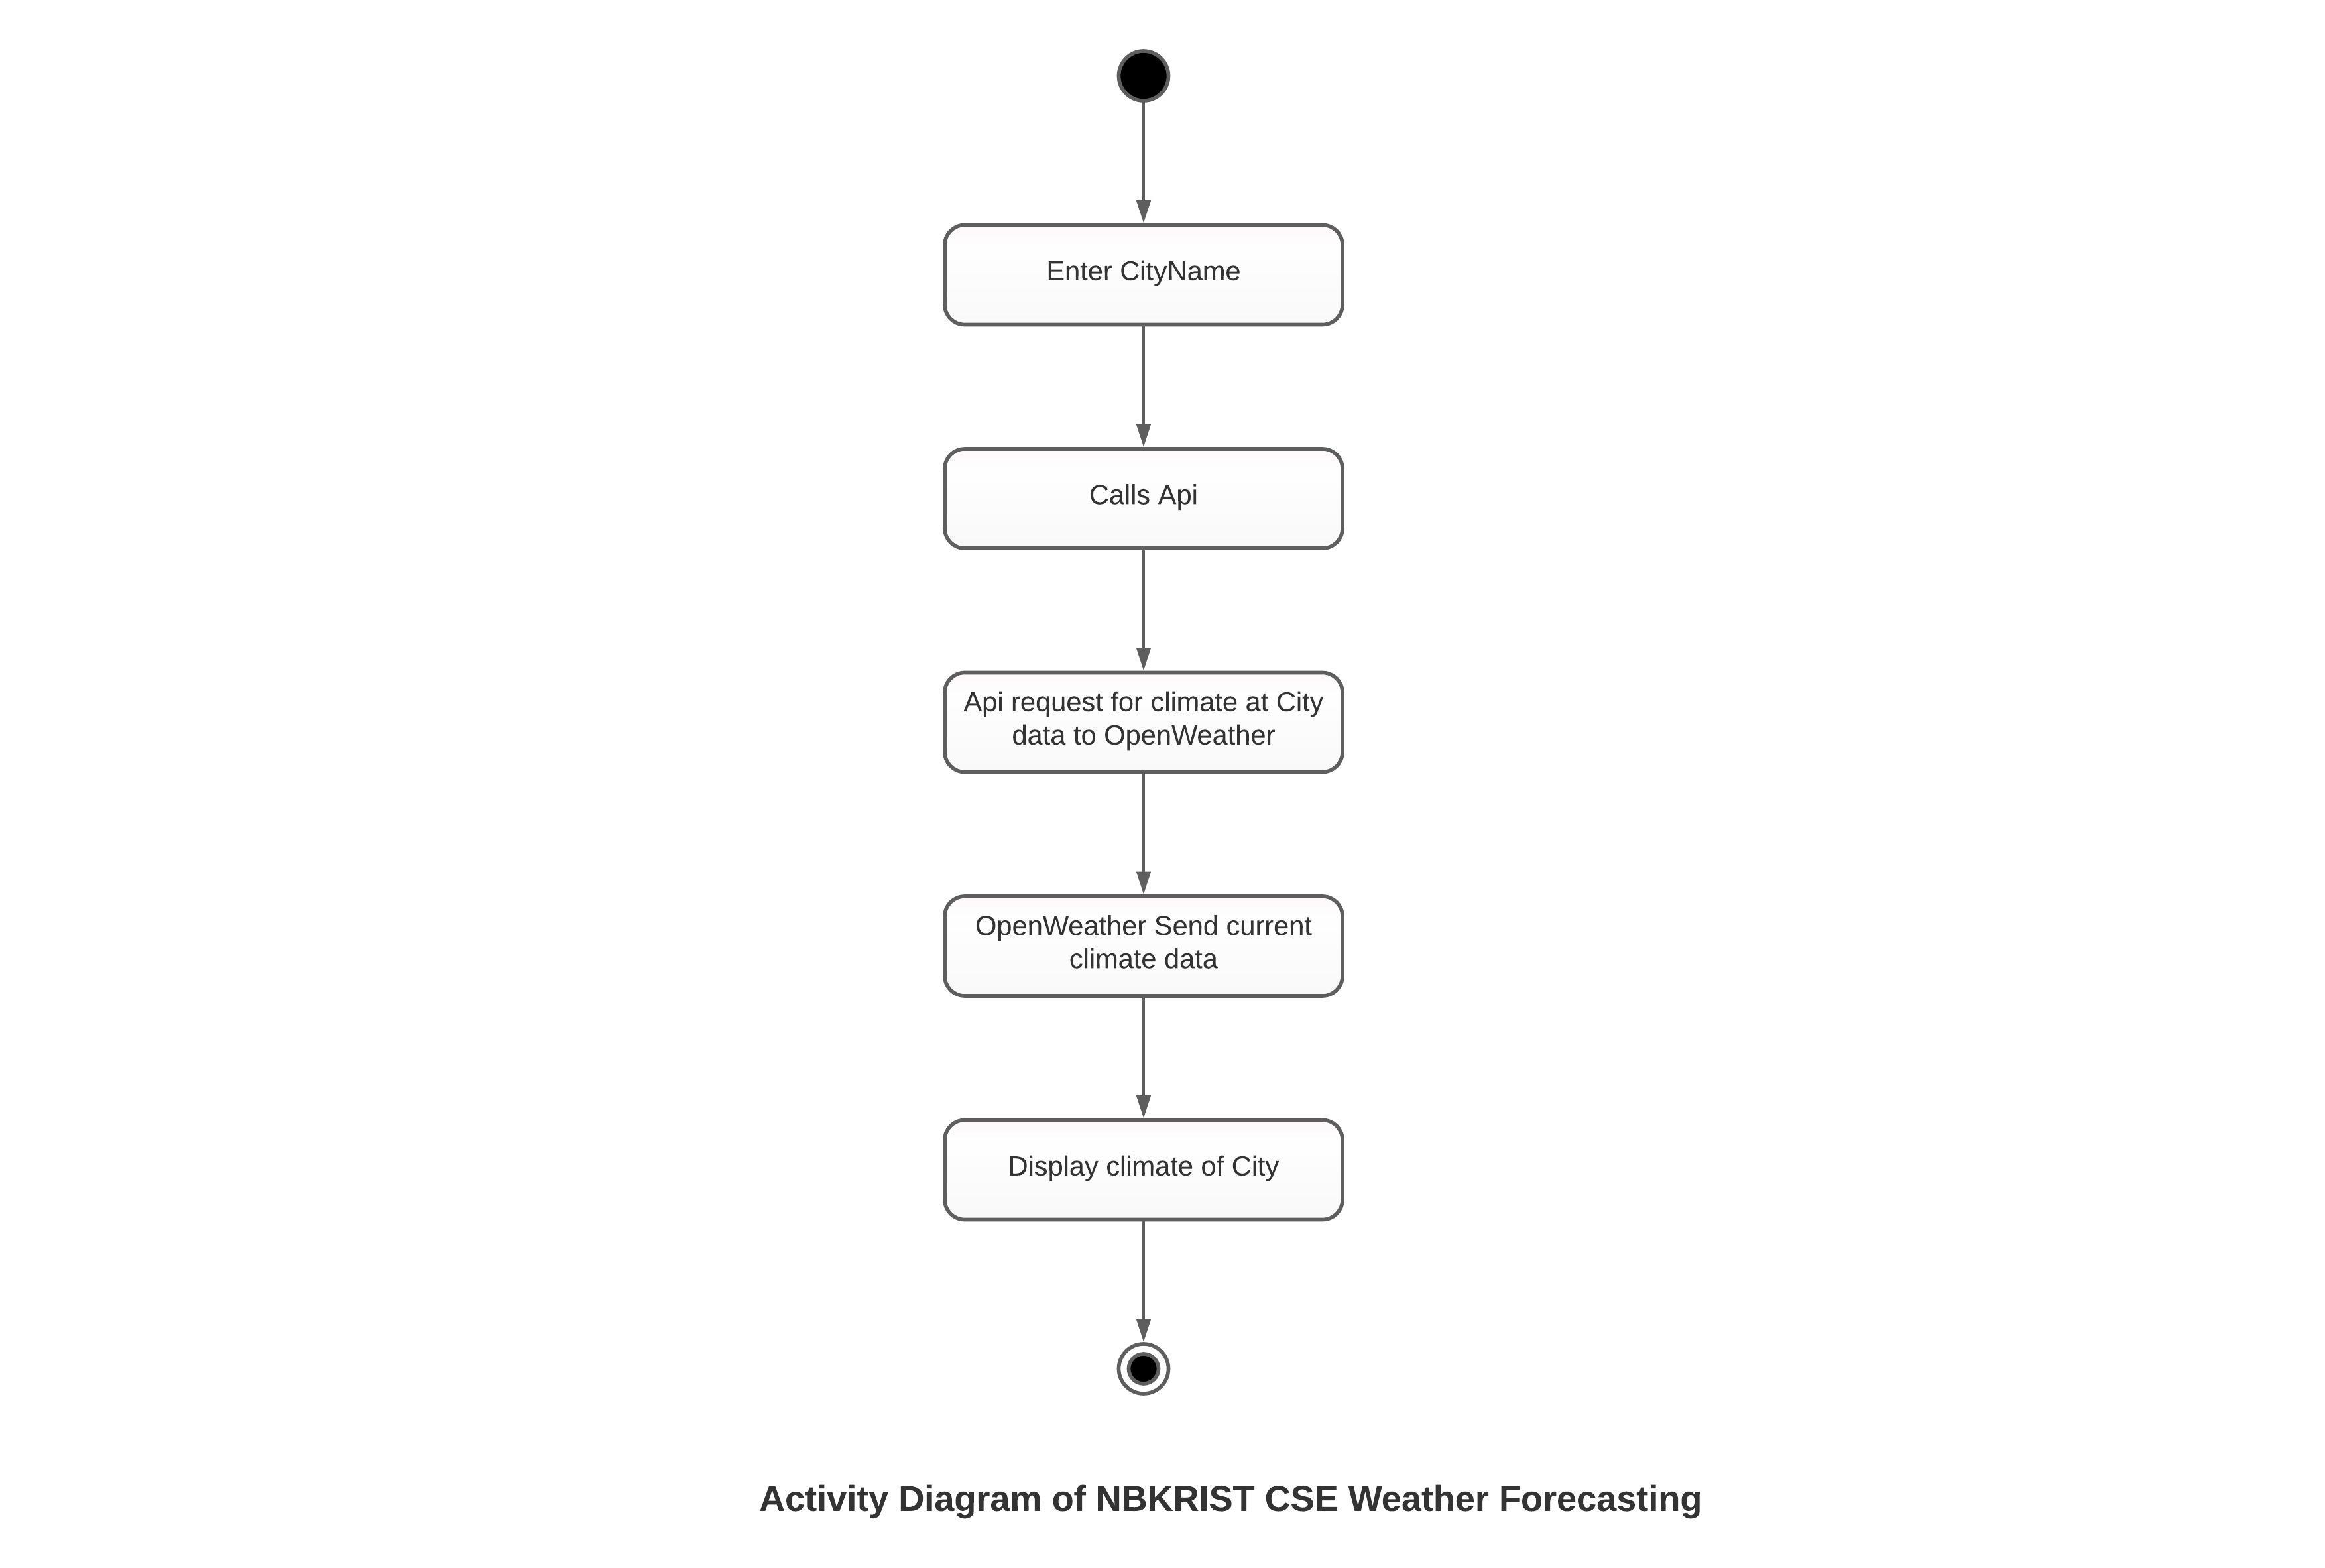 Enter CityName
Calls Api
Api request for climate at City
data to OpenWeather
OpenWeather Send current
climate data
Display climate of City
Activity Diagram of NBKRIST CSE Weather Forecasting